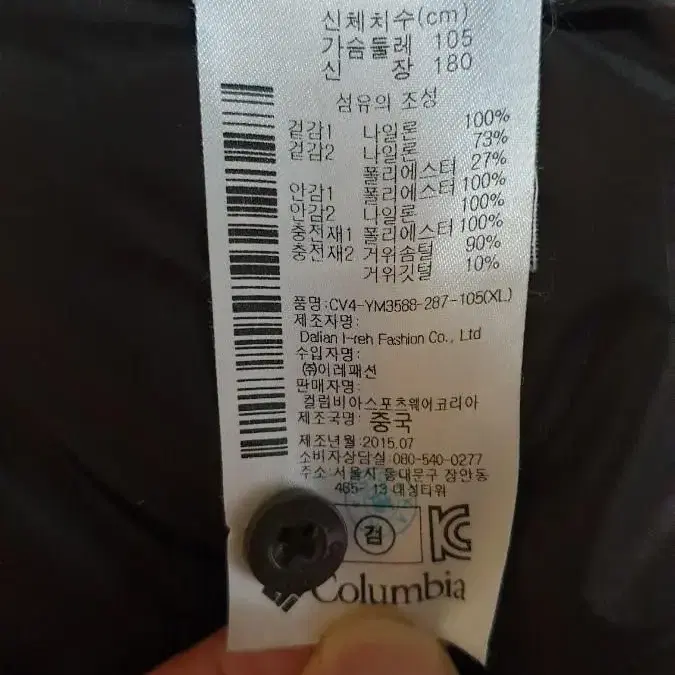 신체치수(cm)
가슴둘레 105
신 장 180
섬유의 조성
겉감1 나일론 100%
겉감2 나일론 73%
폴리에스터 27%
안감1 폴리에스터 100%
안감2 나일론 100%
충전재1 폴리에스터 100%
충전재2 거위솜털 90%
거위깃털 10%
품명:CV4-YM3568-287-105(XL)
제조자명:
Dalian I-reh Fashion Co., Ltd
수입자명:
㈜이레패션
판매자명:
컬럼비아스포츠웨어코리아
제조국명: 중국
제조년월:2015.07
소비자상담실:080-540-0277
주소:서울시 동대문구 장안동
465-13 대성타워
검
Columbia